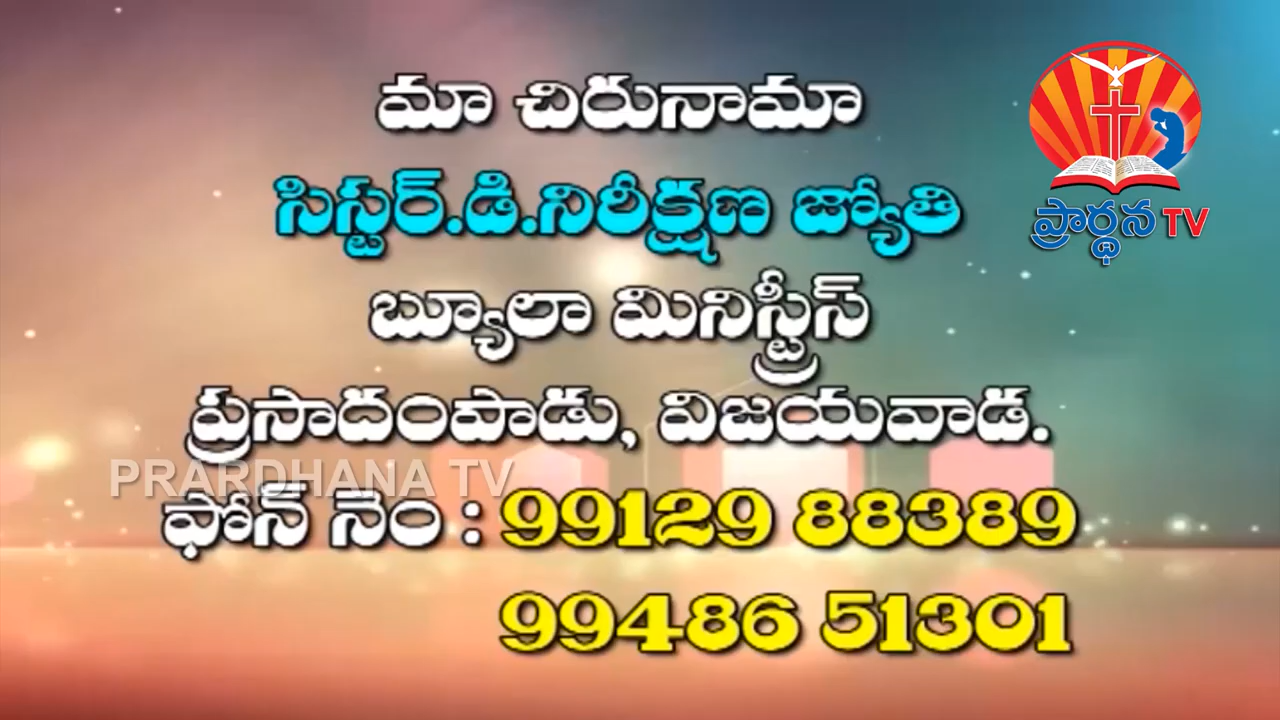 మా చిరునామా
సిస్టర్.డి.నిరీక్షణ జ్యోతి
బ్యూలా మినిస్ట్రీస్
ప్రసాదంపాడు, విజయవాడ.
ఫోన్ నెం : 99129 88389
99486 51301
ప్రార్థన TV
PRARDHANA TV